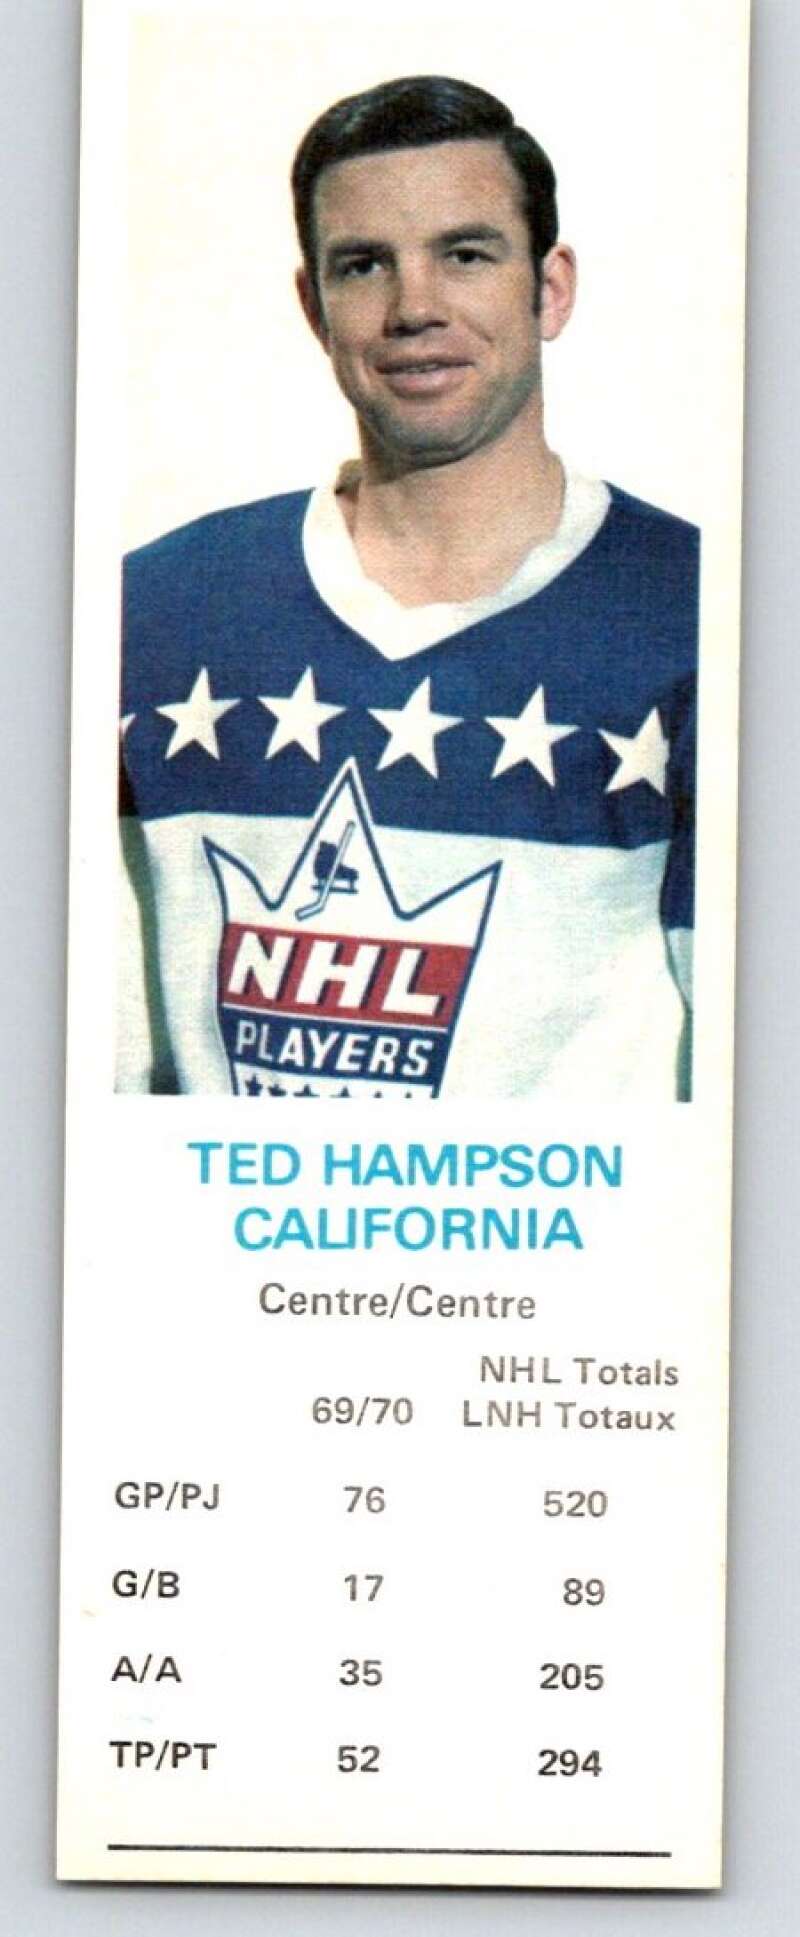 NHL
PLAYERS
TED HAMPSON
CALIFORNIA
Centre/Centre
NHL Totals
69/70 LNH Totaux
GP/PJ 76 520
G/B 17 89
A/A 35 205
TP/PT 52 294